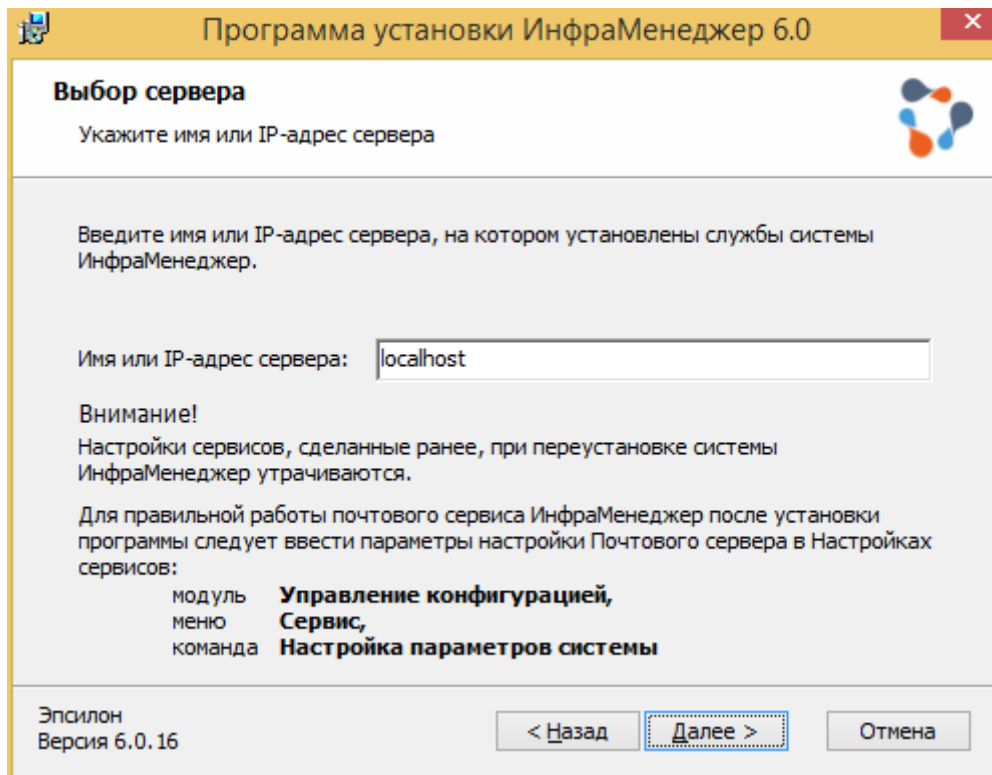 Программа установки ИнфраМенеджер 6.0
Выбор сервера
Укажите имя или IP-адрес сервера
Введите имя или IP-адрес сервера, на котором установлены службы системы
ИнфраМенеджер.
Имя или IP-адрес сервера: localhost
Внимание!
Настройки сервисов, сделанные ранее, при переустановке системы
ИнфраМенеджер утрачиваются.
Для правильной работы почтового сервиса ИнфраМенеджер после установки
программы следует ввести параметры настройки Почтового сервера в Настройках
сервисов:
модуль Управление конфигурацией,
меню Сервис,
команда Настройка параметров системы
Эпсилон
Версия 6.0.16
< Назад Далее > Отмена